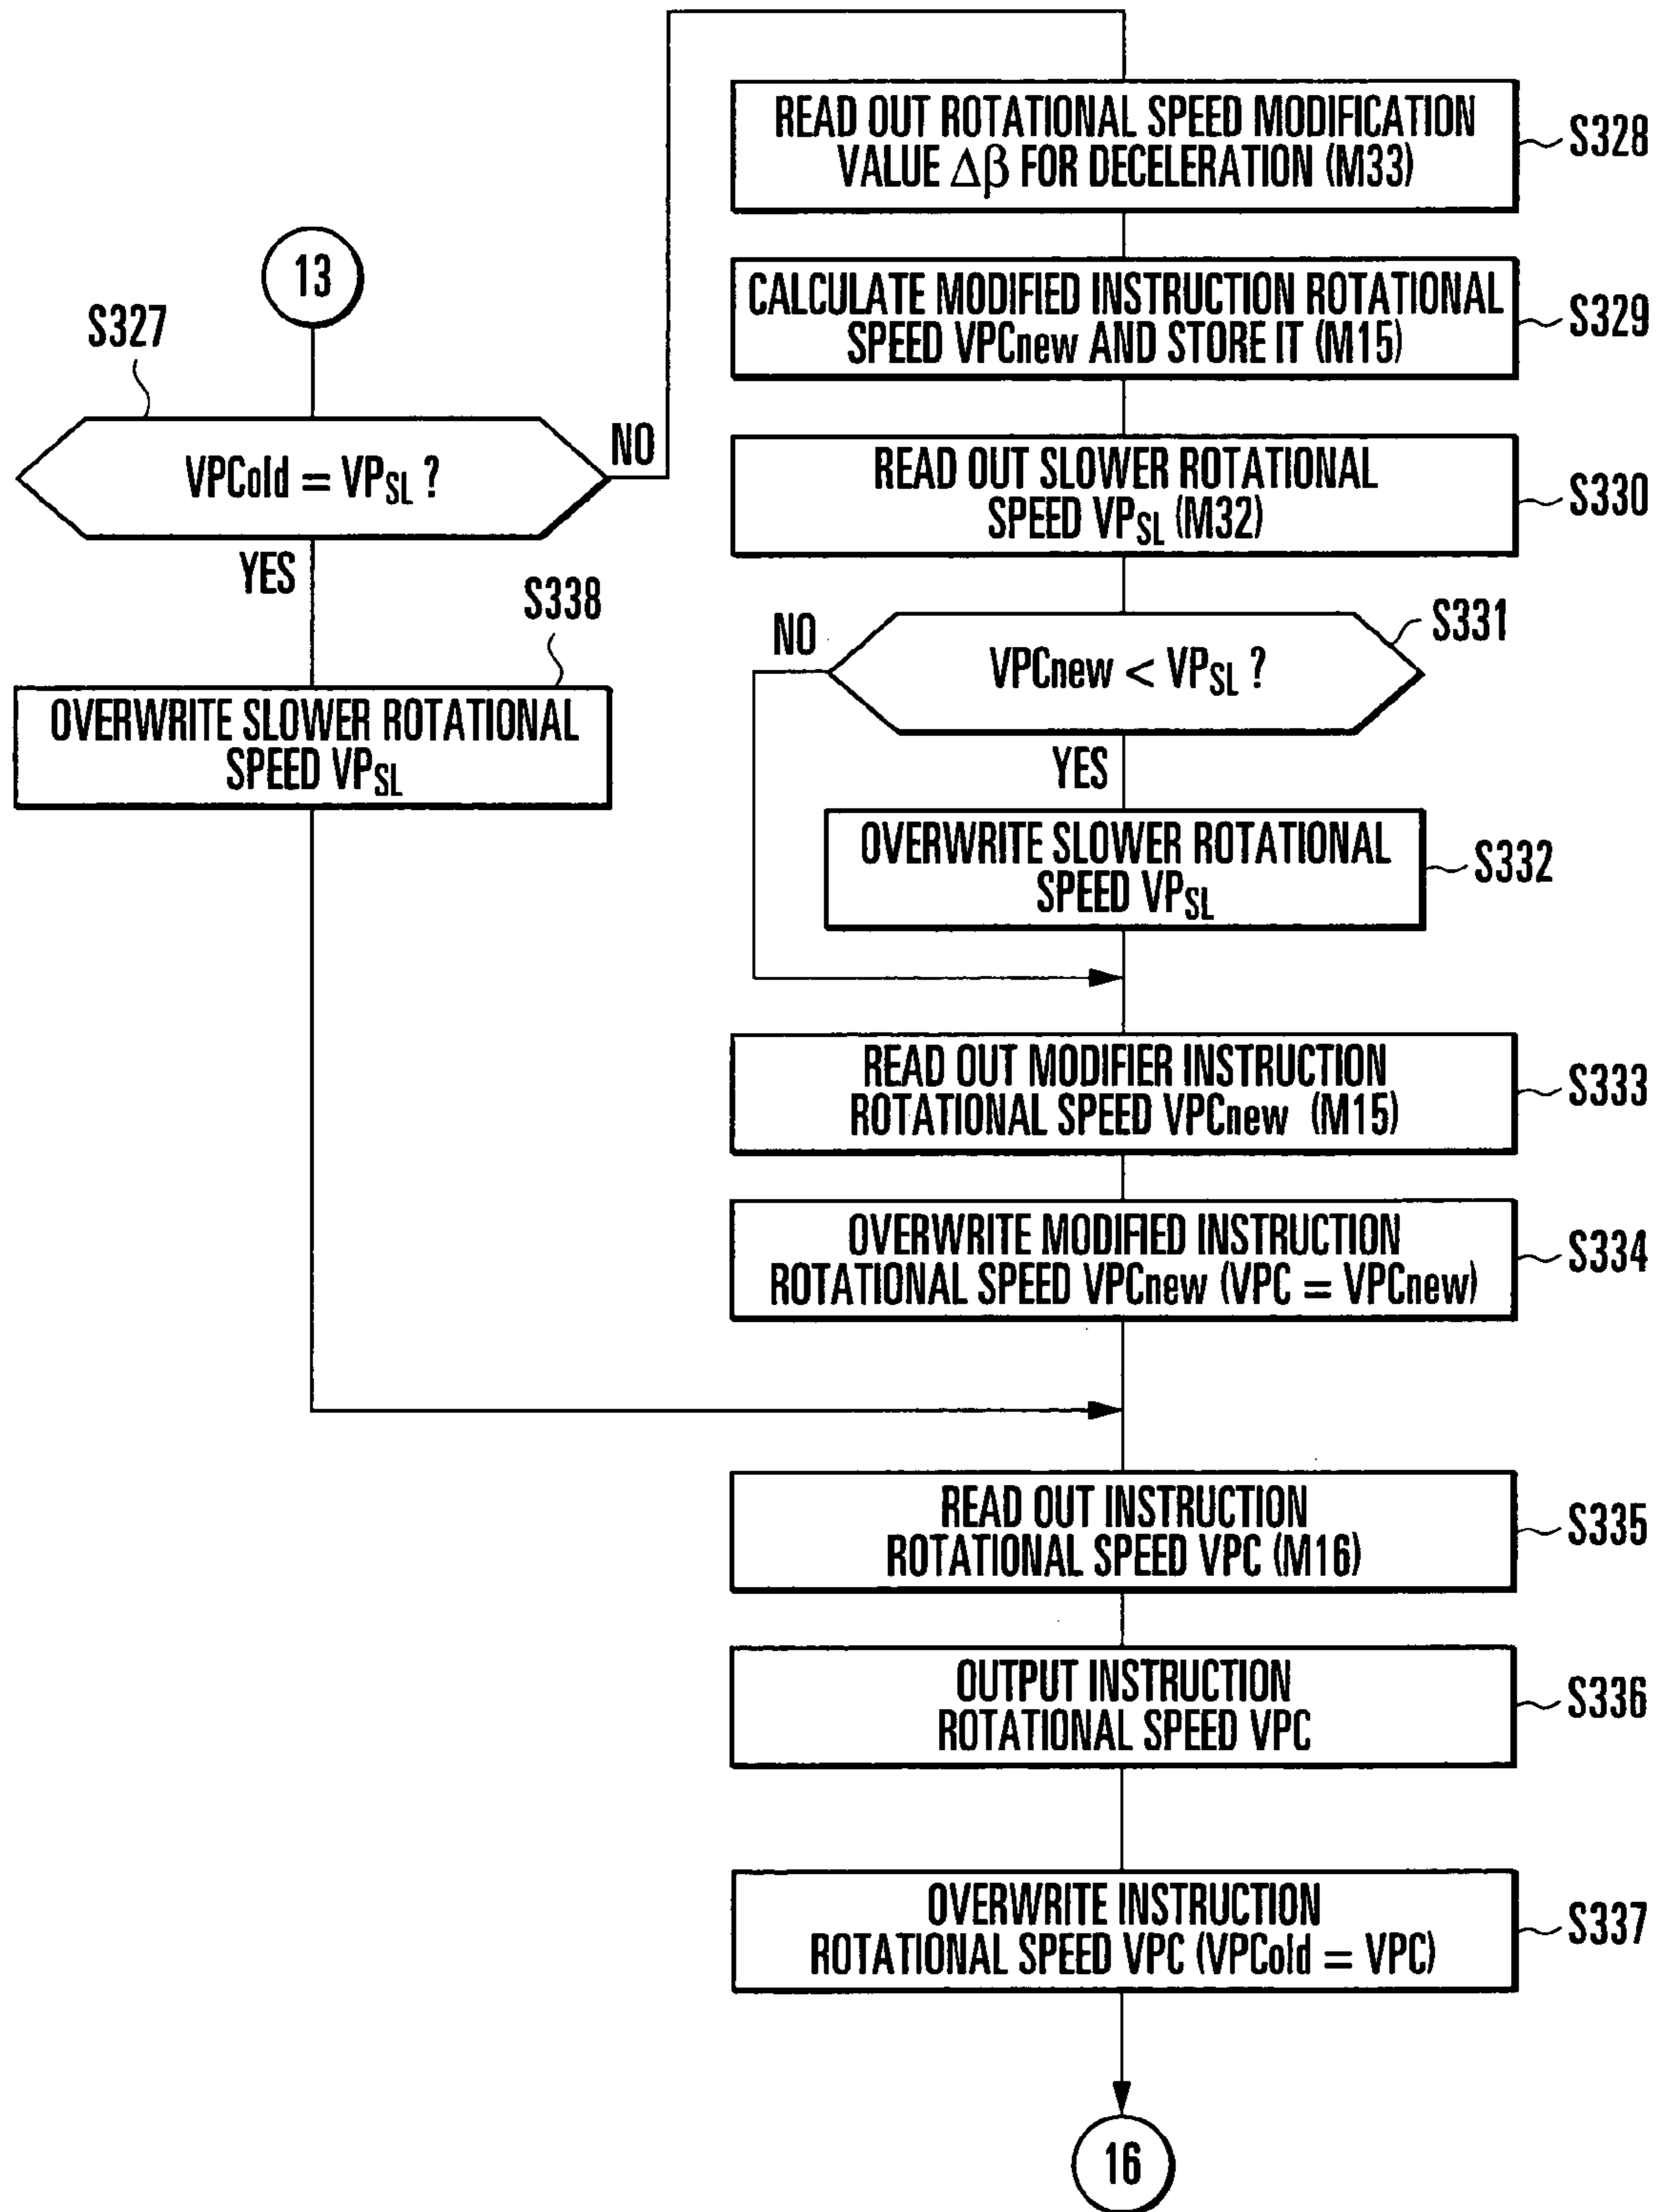 13
S327
VPCold = VPSL ?
NO
YES
S338
OVERWRITE SLOWER ROTATIONAL
SPEED VPSL
READ OUT ROTATIONAL SPEED MODIFICATION
VALUE Δβ FOR DECELERATION (M33)
S328
CALCULATE MODIFIED INSTRUCTION ROTATIONAL
SPEED VPCnew AND STORE IT (M15)
S329
READ OUT SLOWER ROTATIONAL
SPEED VPSL (M32)
S330
NO
VPCnew < VPSL ?
S331
YES
OVERWRITE SLOWER ROTATIONAL
SPEED VPSL
S332
READ OUT MODIFIER INSTRUCTION
ROTATIONAL SPEED VPCnew (M15)
S333
OVERWRITE MODIFIED INSTRUCTION
ROTATIONAL SPEED VPCnew (VPC = VPCnew)
S334
READ OUT INSTRUCTION
ROTATIONAL SPEED VPC (M16)
S335
OUTPUT INSTRUCTION
ROTATIONAL SPEED VPC
S336
OVERWRITE INSTRUCTION
ROTATIONAL SPEED VPC (VPCold = VPC)
S337
16